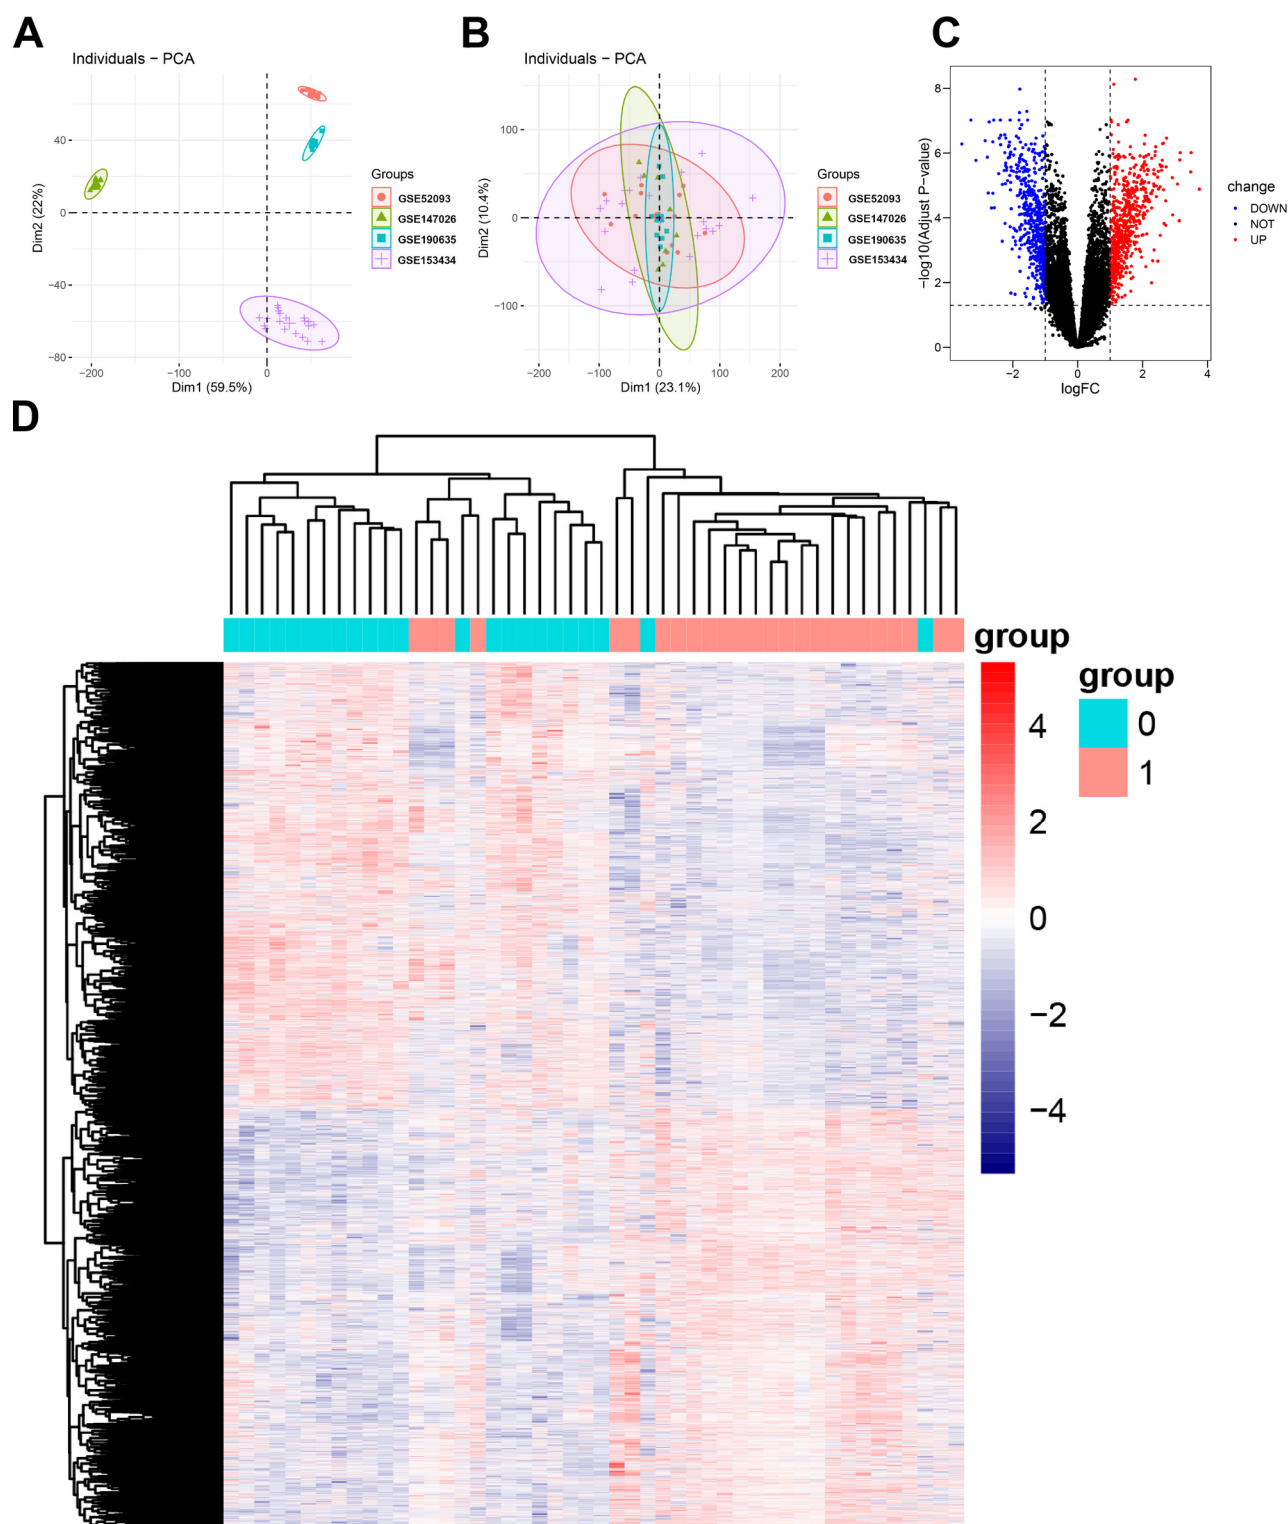 A
Individuals − PCA
Dim2 (22%)
40
0
−40
−80
−200
−100
0
Dim1 (59.5%)
Groups
GSE52093
GSE147026
GSE190635
GSE153434
B
Individuals − PCA
Dim2 (10.4%)
100
0
−100
−200
−100
0
100
200
Dim1 (23.1%)
Groups
GSE52093
GSE147026
GSE190635
GSE153434
C
−log10(Adjust P−value)
8
6
4
2
0
−2
0
2
4
logFC
change
DOWN
NOT
UP
D
group
4
2
0
−2
−4
group
0
1